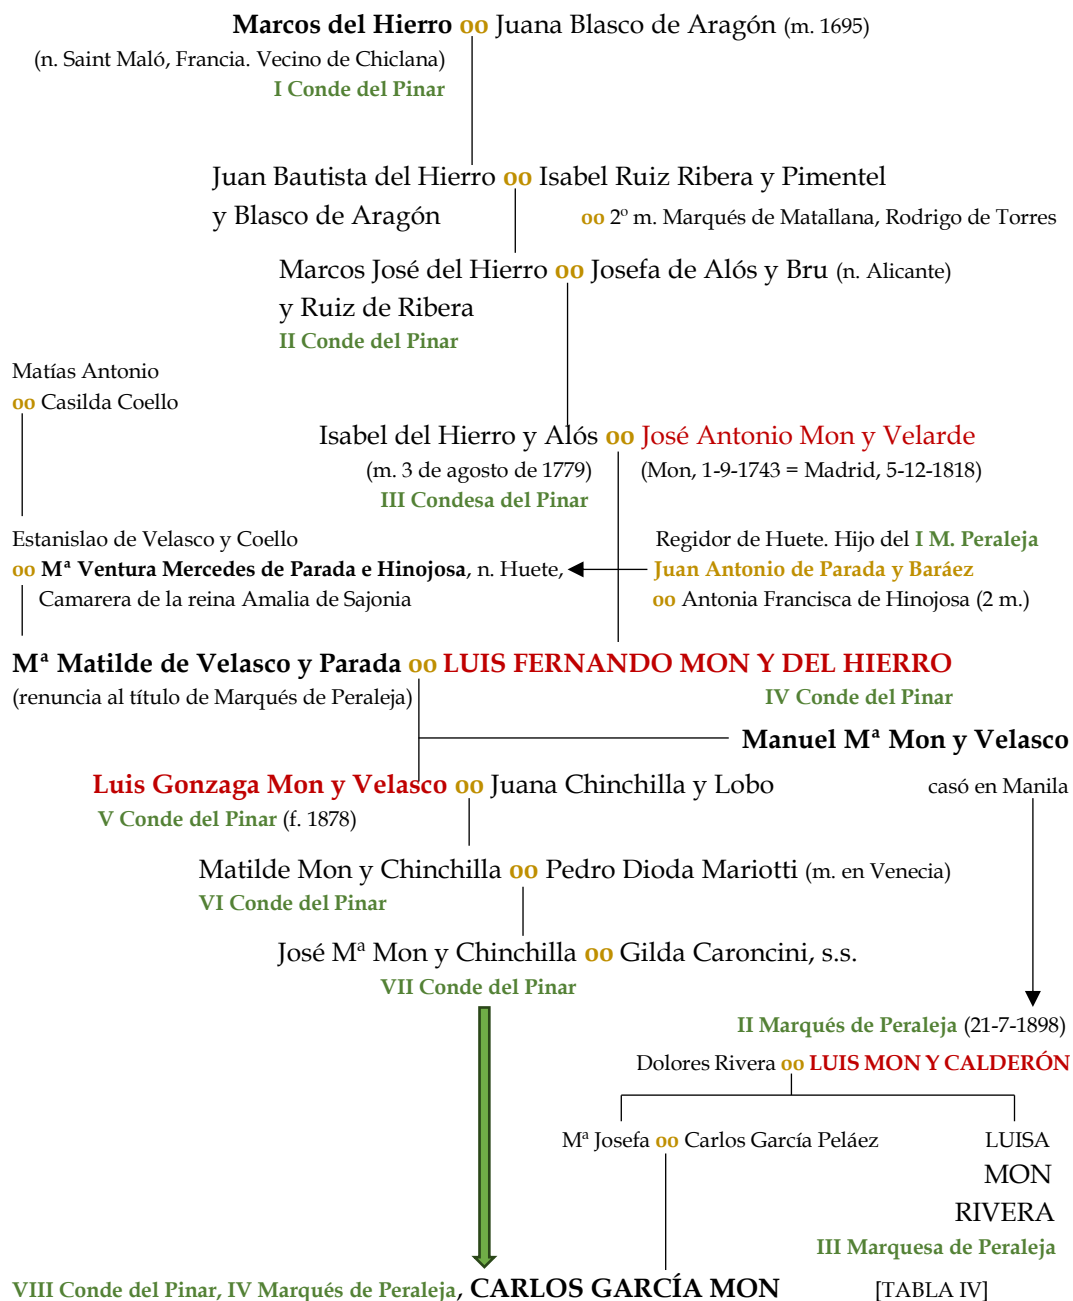 Marcos del Hierro oo Juana Blasco de Aragón (m. 1695)
(n. Saint Maló, Francia. Vecino de Chiclana)
I Conde del Pinar
Juan Bautista del Hierro oo Isabel Ruiz Ribera y Pimentel
y Blasco de Aragón oo 2º m. Marqués de Matallana, Rodrigo de Torres
Marcos José del Hierro oo Josefa de Alós y Bru (n. Alicante)
y Ruiz de Ribera
II Conde del Pinar
Matías Antonio
oo Casilda Coello
Isabel del Hierro y Alós oo José Antonio Mon y Velarde
(m. 3 de agosto de 1779) (Mon, 1-9-1743 = Madrid, 5-12-1818)
III Condesa del Pinar
Estanislao de Velasco y Coello Regidor de Huete. Hijo del I M. Peraleja
oo Mª Ventura Mercedes de Parada e Hinojosa, n. Huete, Juan Antonio de Parada y Baráez
Camarera de la reina Amalia de Sajonia oo Antonia Francisca de Hinojosa (2 m.)
Mª Matilde de Velasco y Parada oo LUIS FERNANDO MON Y DEL HIERRO
(renuncia al título de Marqués de Peraleja) IV Conde del Pinar
Manuel Mª Mon y Velasco
Luis Gonzaga Mon y Velasco oo Juana Chinchilla y Lobo casó en Manila
V Conde del Pinar (f. 1878)
Matilde Mon y Chinchilla oo Pedro Dioda Mariotti (m. en Venecia)
VI Conde del Pinar
José Mª Mon y Chinchilla oo Gilda Caroncini, s.s.
VII Conde del Pinar
II Marqués de Peraleja (21-7-1898)
Dolores Rivera oo LUIS MON Y CALDERÓN
Mª Josefa oo Carlos García Peláez LUISA
MON
RIVERA
III Marquesa de Peraleja
VIII Conde del Pinar, IV Marqués de Peraleja, CARLOS GARCÍA MON [TABLA IV]